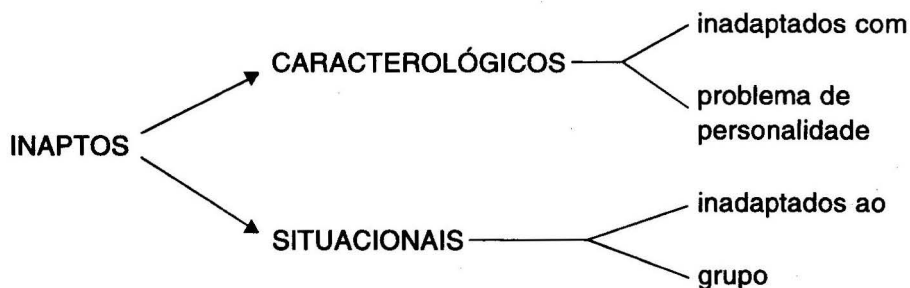 INAPTOS
CARACTEROLÓGICOS
inadaptados com
problema de
personalidade
SITUACIONAIS
inadaptados ao
grupo